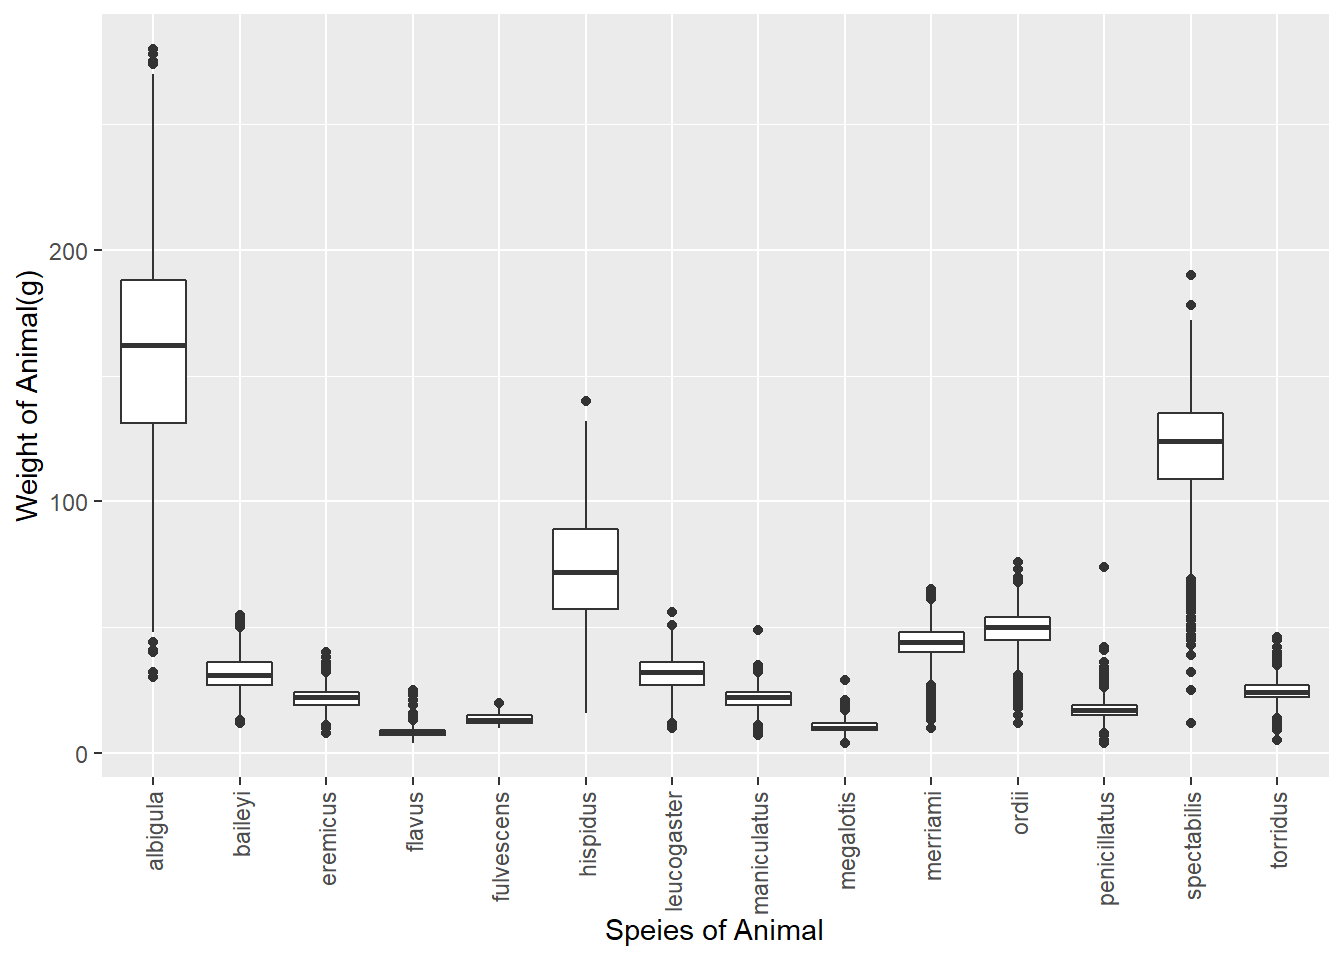 Weight of Animal(g)
200
100
0
albigula
baileyi
eremicus
flavus
fulvescens
hispidus
leucogaster
maniculatus
megalotis
merriami
ordii
penicillatus
spectabilis
torridus
Speies of Animal